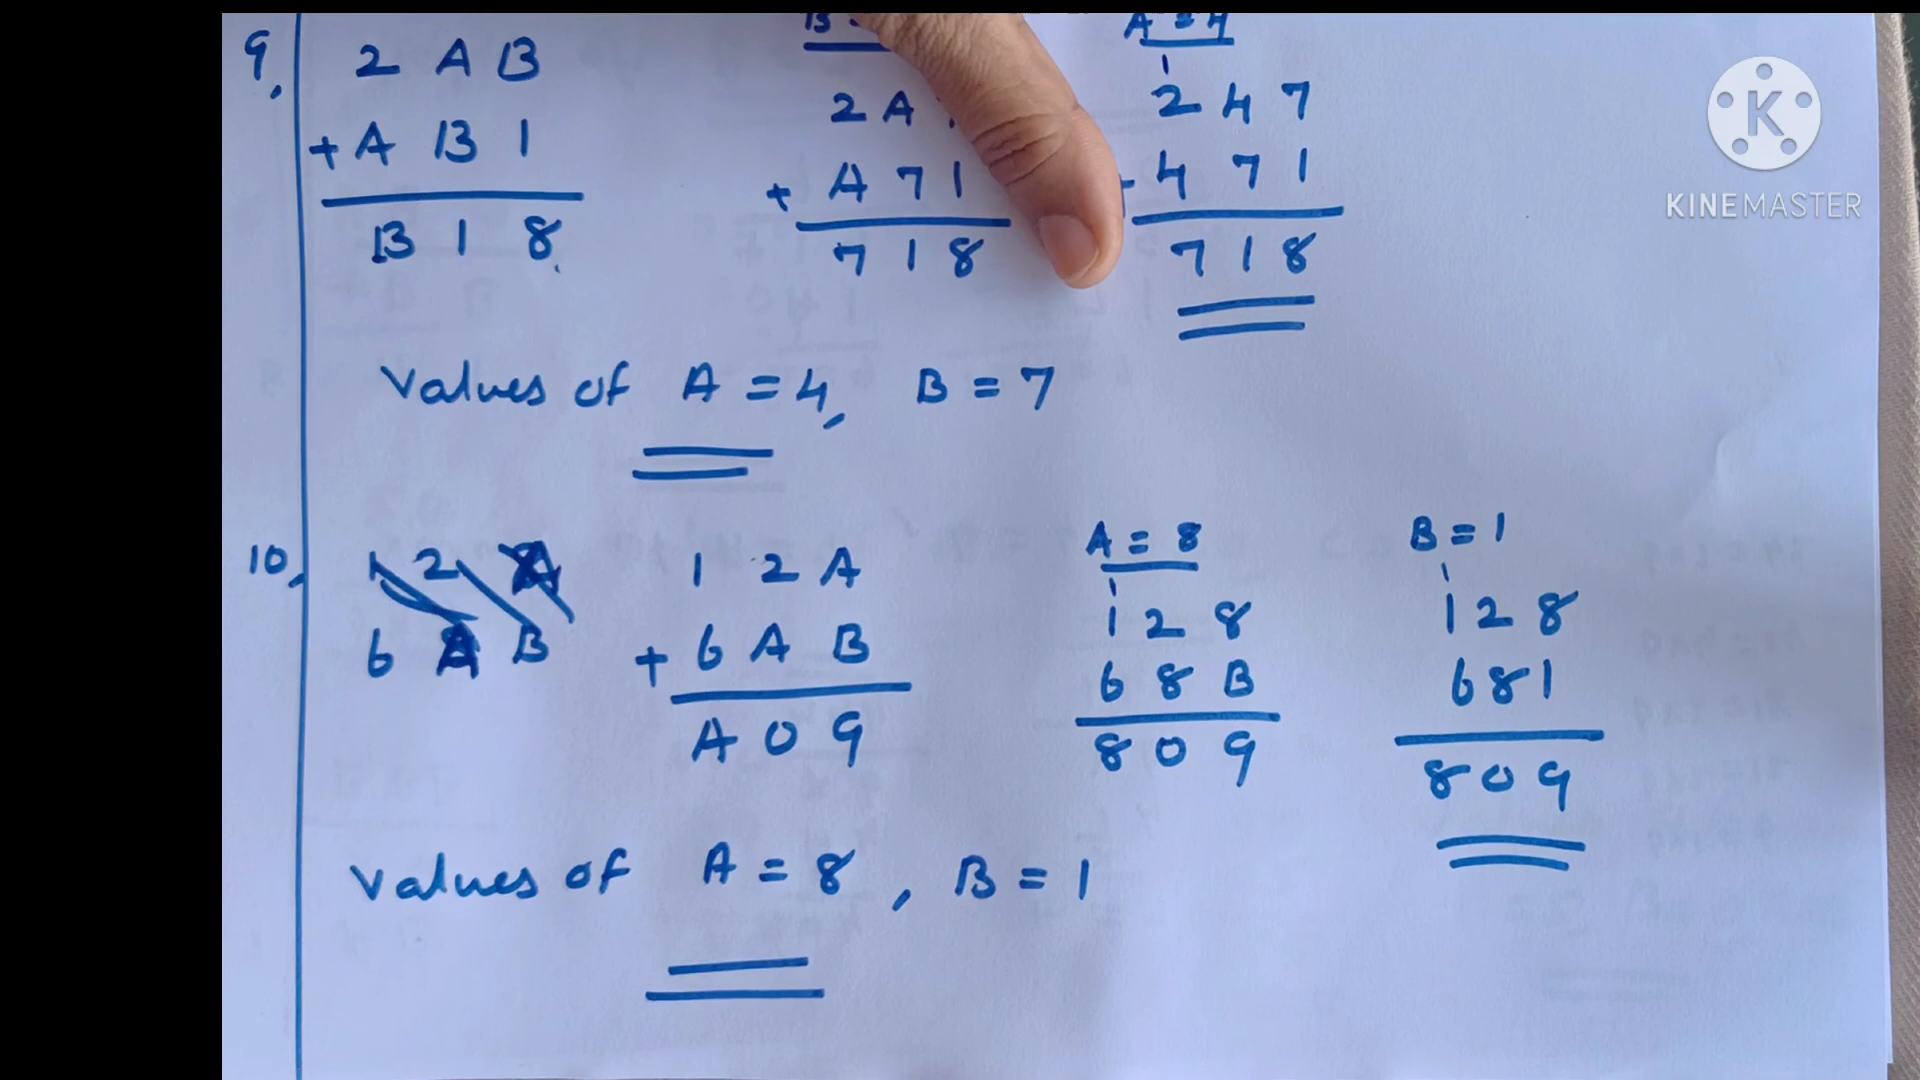 9,
2 A B
+ A B 1
B 1 8
2 A
+ A 7 1
7 1 8
A = 4
1
2 4 7
4 7 1
7 1 8
Values of A = 4, B = 7
10,
1 2 A
6 A B
1 2 A
+ 6 A B
A 0 9
A = 8
1
1 2 8
6 8 B
8 0 9
B = 1
1
1 2 8
6 8 1
8 0 9
Values of A = 8, B = 1
K
KINEMASTER